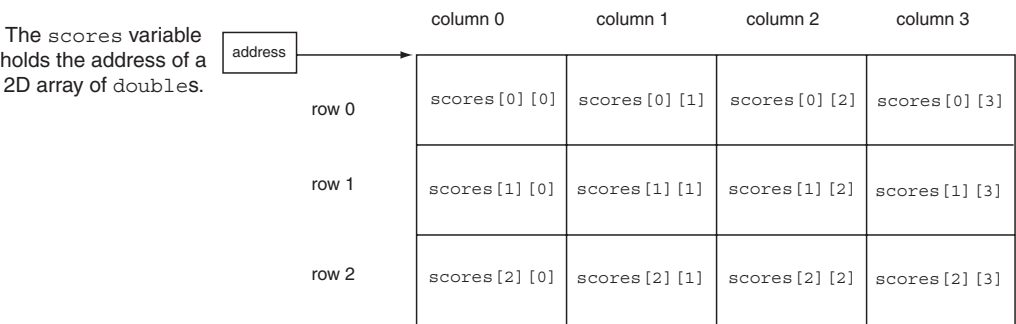 column 0 column 1 column 2 column 3
The scores variable
holds the address of a
2D array of doubles.
address
row 0 scores[0][0] scores[0][1] scores[0][2] scores[0][3]
row 1 scores[1][0] scores[1][1] scores[1][2] scores[1][3]
row 2 scores[2][0] scores[2][1] scores[2][2] scores[2][3]